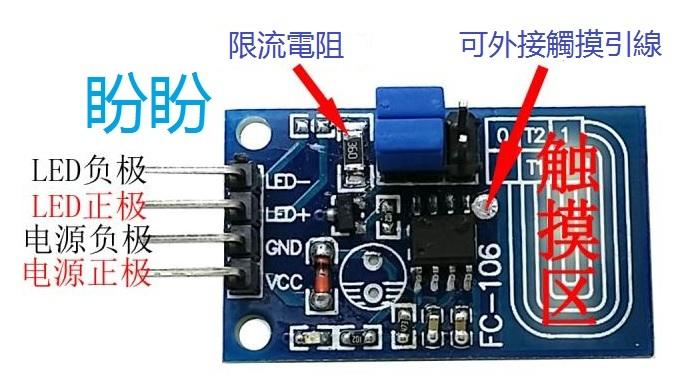 限流電阻
可外接觸摸引線
盼盼
LED负极
LED正极
电源负极
电源正极
LED-
LED+
GND
VCC
T2
1
触摸区
FC-106